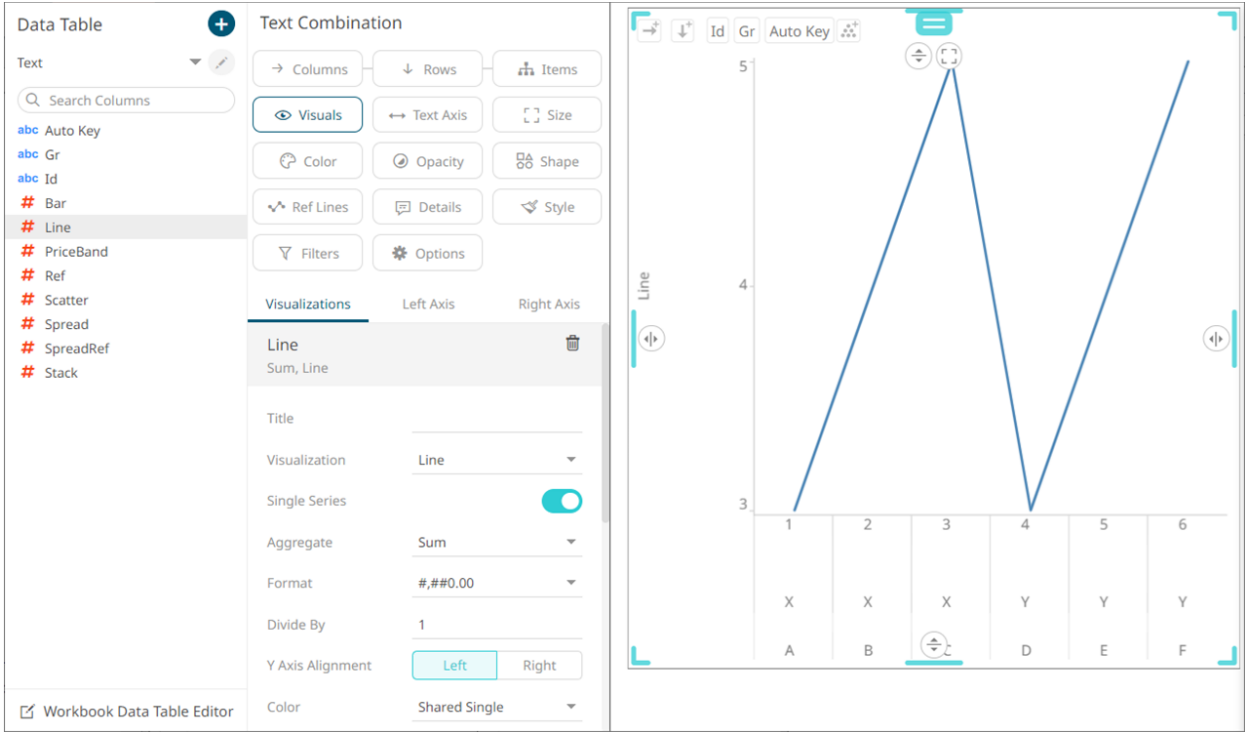 Data Table
Text
Search Columns
abc Auto Key
abc Gr
abc Id
# Bar
# Line
# PriceBand
# Ref
# Scatter
# Spread
# SpreadRef
# Stack
Workbook Data Table Editor
Text Combination
Columns Rows Items
Visuals Text Axis Size
Color Opacity Shape
Ref Lines Details Style
Filters Options
Visualizations Left Axis Right Axis
Line
Sum, Line
Title
Visualization Line
Single Series
Aggregate Sum
Format #,##0.00
Divide By 1
Y Axis Alignment Left Right
Color Shared Single
Id Gr Auto Key
5
4
3
Line
1 2 3 4 5 6
X X X Y Y Y
A B C D E F